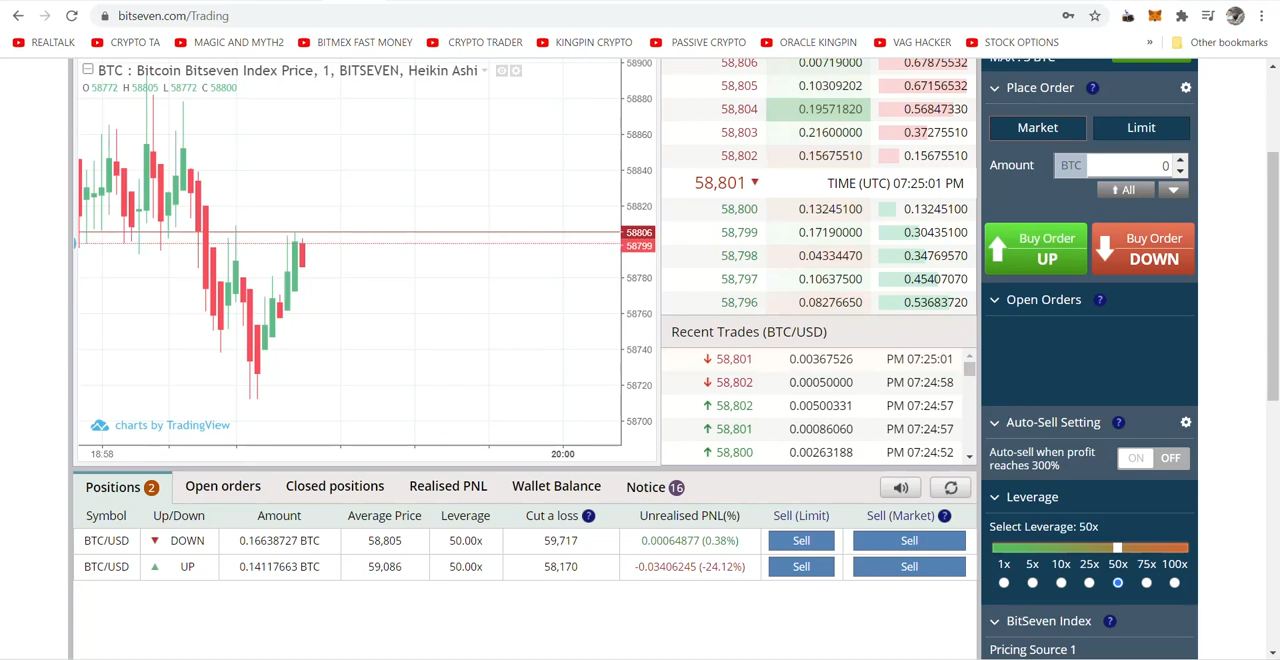 bitseven.com/Trading
REALTALK CRYPTO TA MAGIC AND MYTH2 BITMEX FAST MONEY CRYPTO TRADER KINGPIN CRYPTO PASSIVE CRYPTO ORACLE KINGPIN VAG HACKER STOCK OPTIONS » Other bookmarks
BTC : Bitcoin Bitseven Index Price, 1, BITSEVEN, Heikin Ashi
O 58772 H 58805 L 58772 C 58800
58900
58880
58860
58840
58820
58806
58799
58780
58760
58740
58720
58700
charts by TradingView
18:58 20:00
58,806 0.00719000 0.67875532
58,805 0.10309202 0.67156532
58,804 0.19571820 0.56847330
58,803 0.21600000 0.37275510
58,802 0.15675510 0.15675510
58,801 ▼ TIME (UTC) 07:25:01 PM
58,800 0.13245100 0.13245100
58,799 0.17190000 0.30435100
58,798 0.04334470 0.34769570
58,797 0.10637500 0.45407070
58,796 0.08276650 0.53683720
Recent Trades (BTC/USD)
↓ 58,801 0.00367526 PM 07:25:01
↓ 58,802 0.00050000 PM 07:24:58
↑ 58,802 0.00500331 PM 07:24:57
↑ 58,801 0.00086060 PM 07:24:57
↑ 58,800 0.00263188 PM 07:24:52
Place Order ?
Market Limit
Amount BTC 0
All
Buy Order UP
Buy Order DOWN
Open Orders ?
Auto-Sell Setting ?
Auto-sell when profit
reaches 300% ON OFF
Leverage
Select Leverage: 50x
1x 5x 10x 25x 50x 75x 100x
BitSeven Index ?
Pricing Source 1
Positions 2 Open orders Closed positions Realised PNL Wallet Balance Notice 16
Symbol Up/Down Amount Average Price Leverage Cut a loss ? Unrealised PNL(%) Sell (Limit) Sell (Market) ?
BTC/USD ▼ DOWN 0.16638727 BTC 58,805 50.00x 59,717 0.00064877 (0.38%) Sell Sell
BTC/USD ▲ UP 0.14117663 BTC 59,086 50.00x 58,170 -0.03406245 (-24.12%) Sell Sell